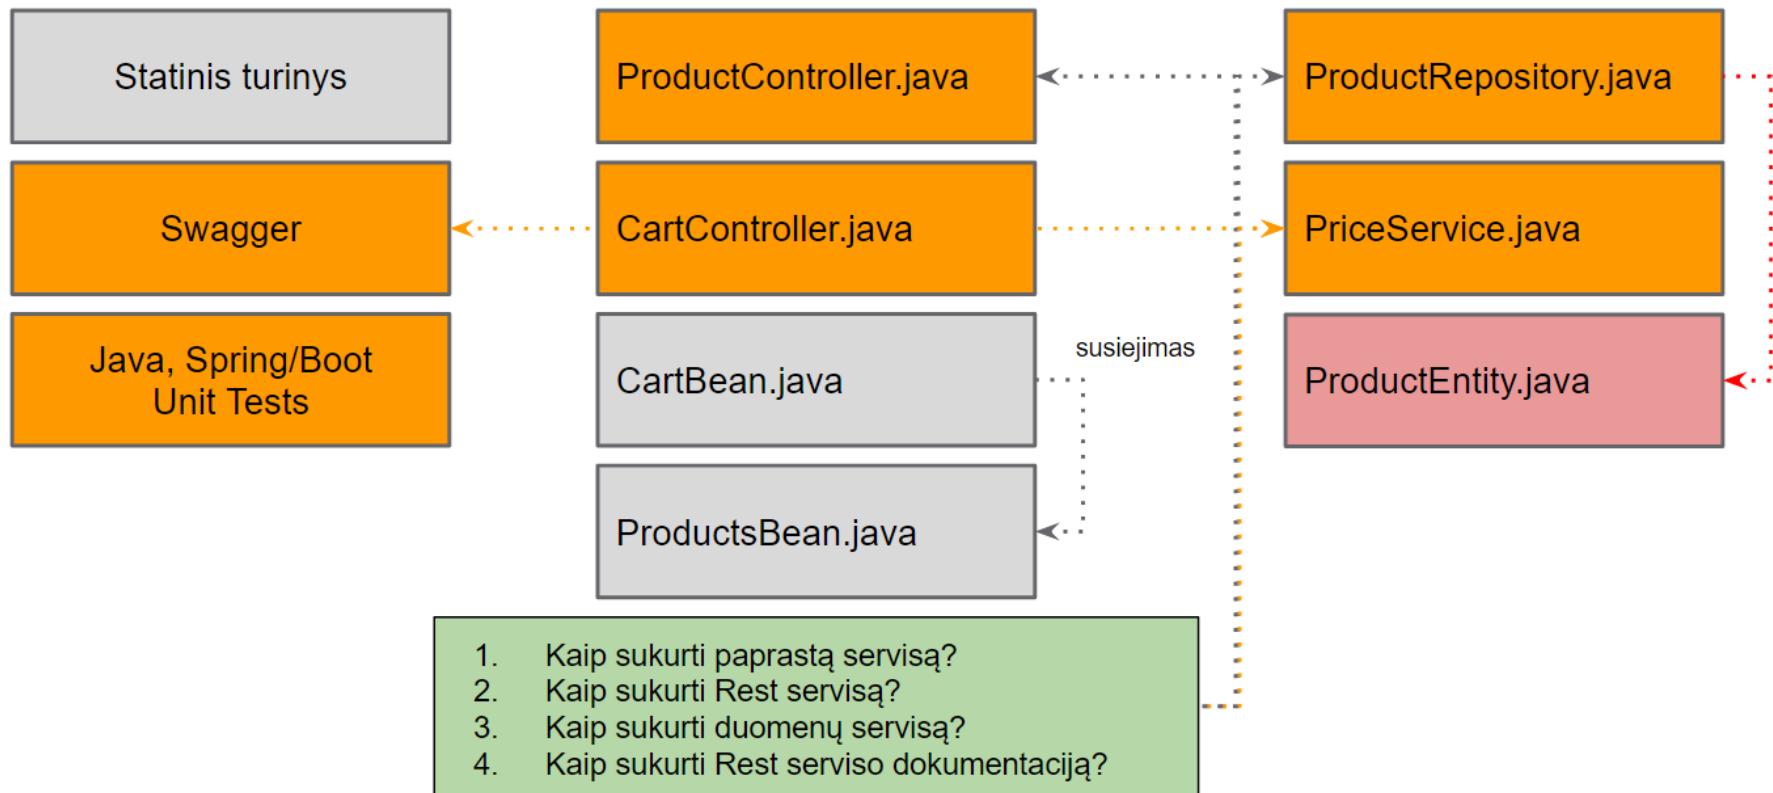 Statinis turinys
Swagger
Java, Spring/Boot
Unit Tests
ProductController.java
CartController.java
CartBean.java
ProductsBean.java
susiejimas
ProductRepository.java
PriceService.java
ProductEntity.java
1. Kaip sukurti paprastą servisą?
2. Kaip sukurti Rest servisą?
3. Kaip sukurti duomenų servisą?
4. Kaip sukurti Rest serviso dokumentaciją?